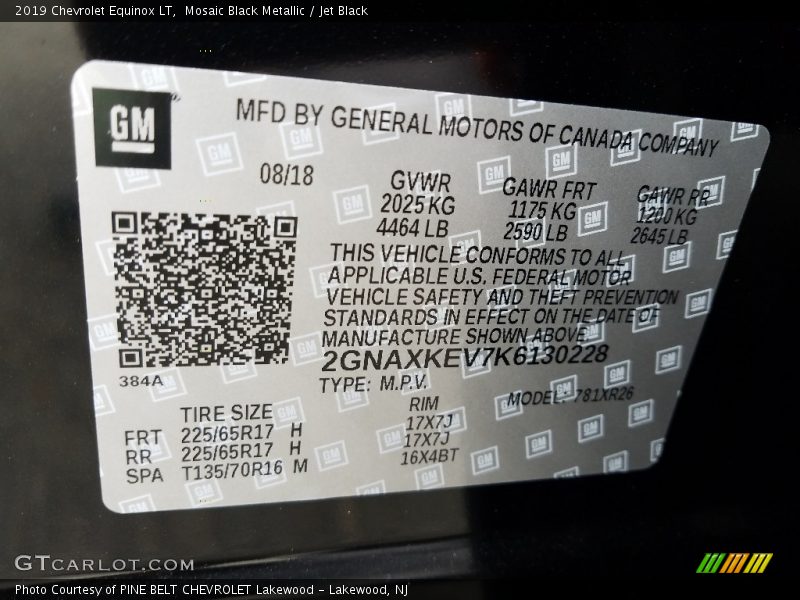 2019 Chevrolet Equinox LT, Mosaic Black Metallic / Jet Black
GM
MFD BY GENERAL MOTORS OF CANADA COMPANY
08/18
GVWR
2025 KG
4464 LB
GAWR FRT
1175 KG
2590 LB
GAWR RR
1200 KG
2645 LB
THIS VEHICLE CONFORMS TO ALL
APPLICABLE U.S. FEDERAL MOTOR
VEHICLE SAFETY AND THEFT PREVENTION
STANDARDS IN EFFECT ON THE DATE OF
MANUFACTURE SHOWN ABOVE
2GNAXKEV7K6130228
TYPE: M.P.V.
MODEL: 781XR26
384A
TIRE SIZE RIM
FRT 225/65R17 H 17X7J
RR 225/65R17 H 17X7J
SPA T135/70R16 M 16X4BT
GTCARLOT.COM
Photo Courtesy of PINE BELT CHEVROLET Lakewood - Lakewood, NJ